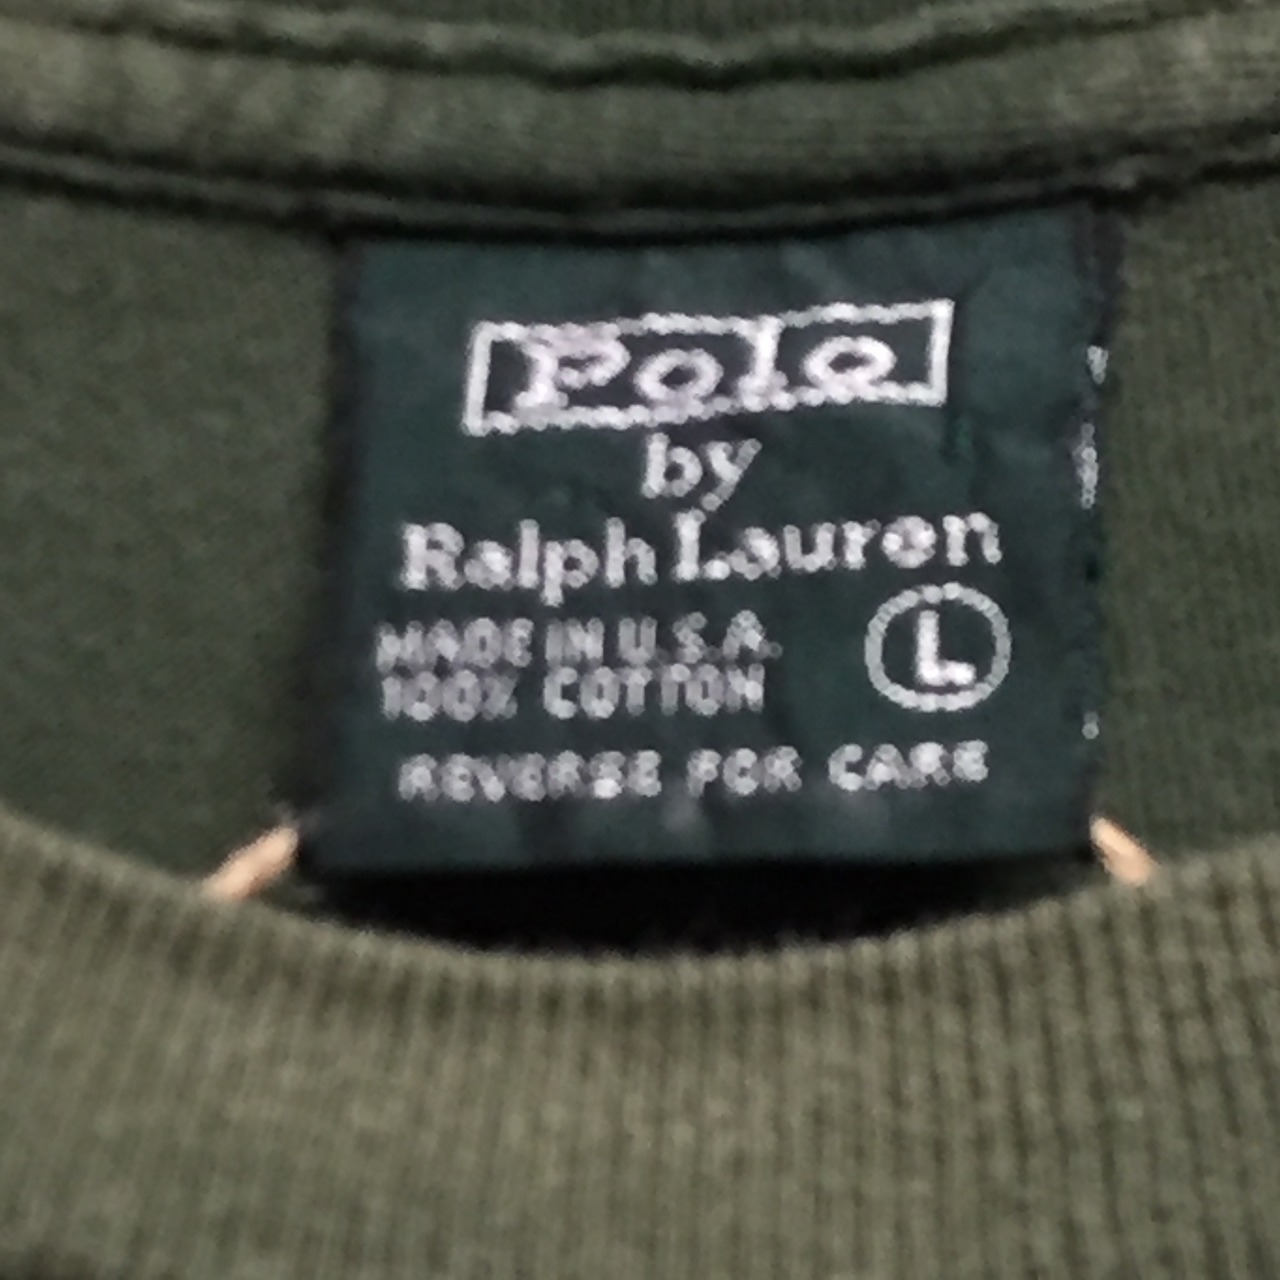 Polo
by
Ralph Lauren
MADE IN U.S.A.
L
100% COTTON
REVERSE FOR CARE